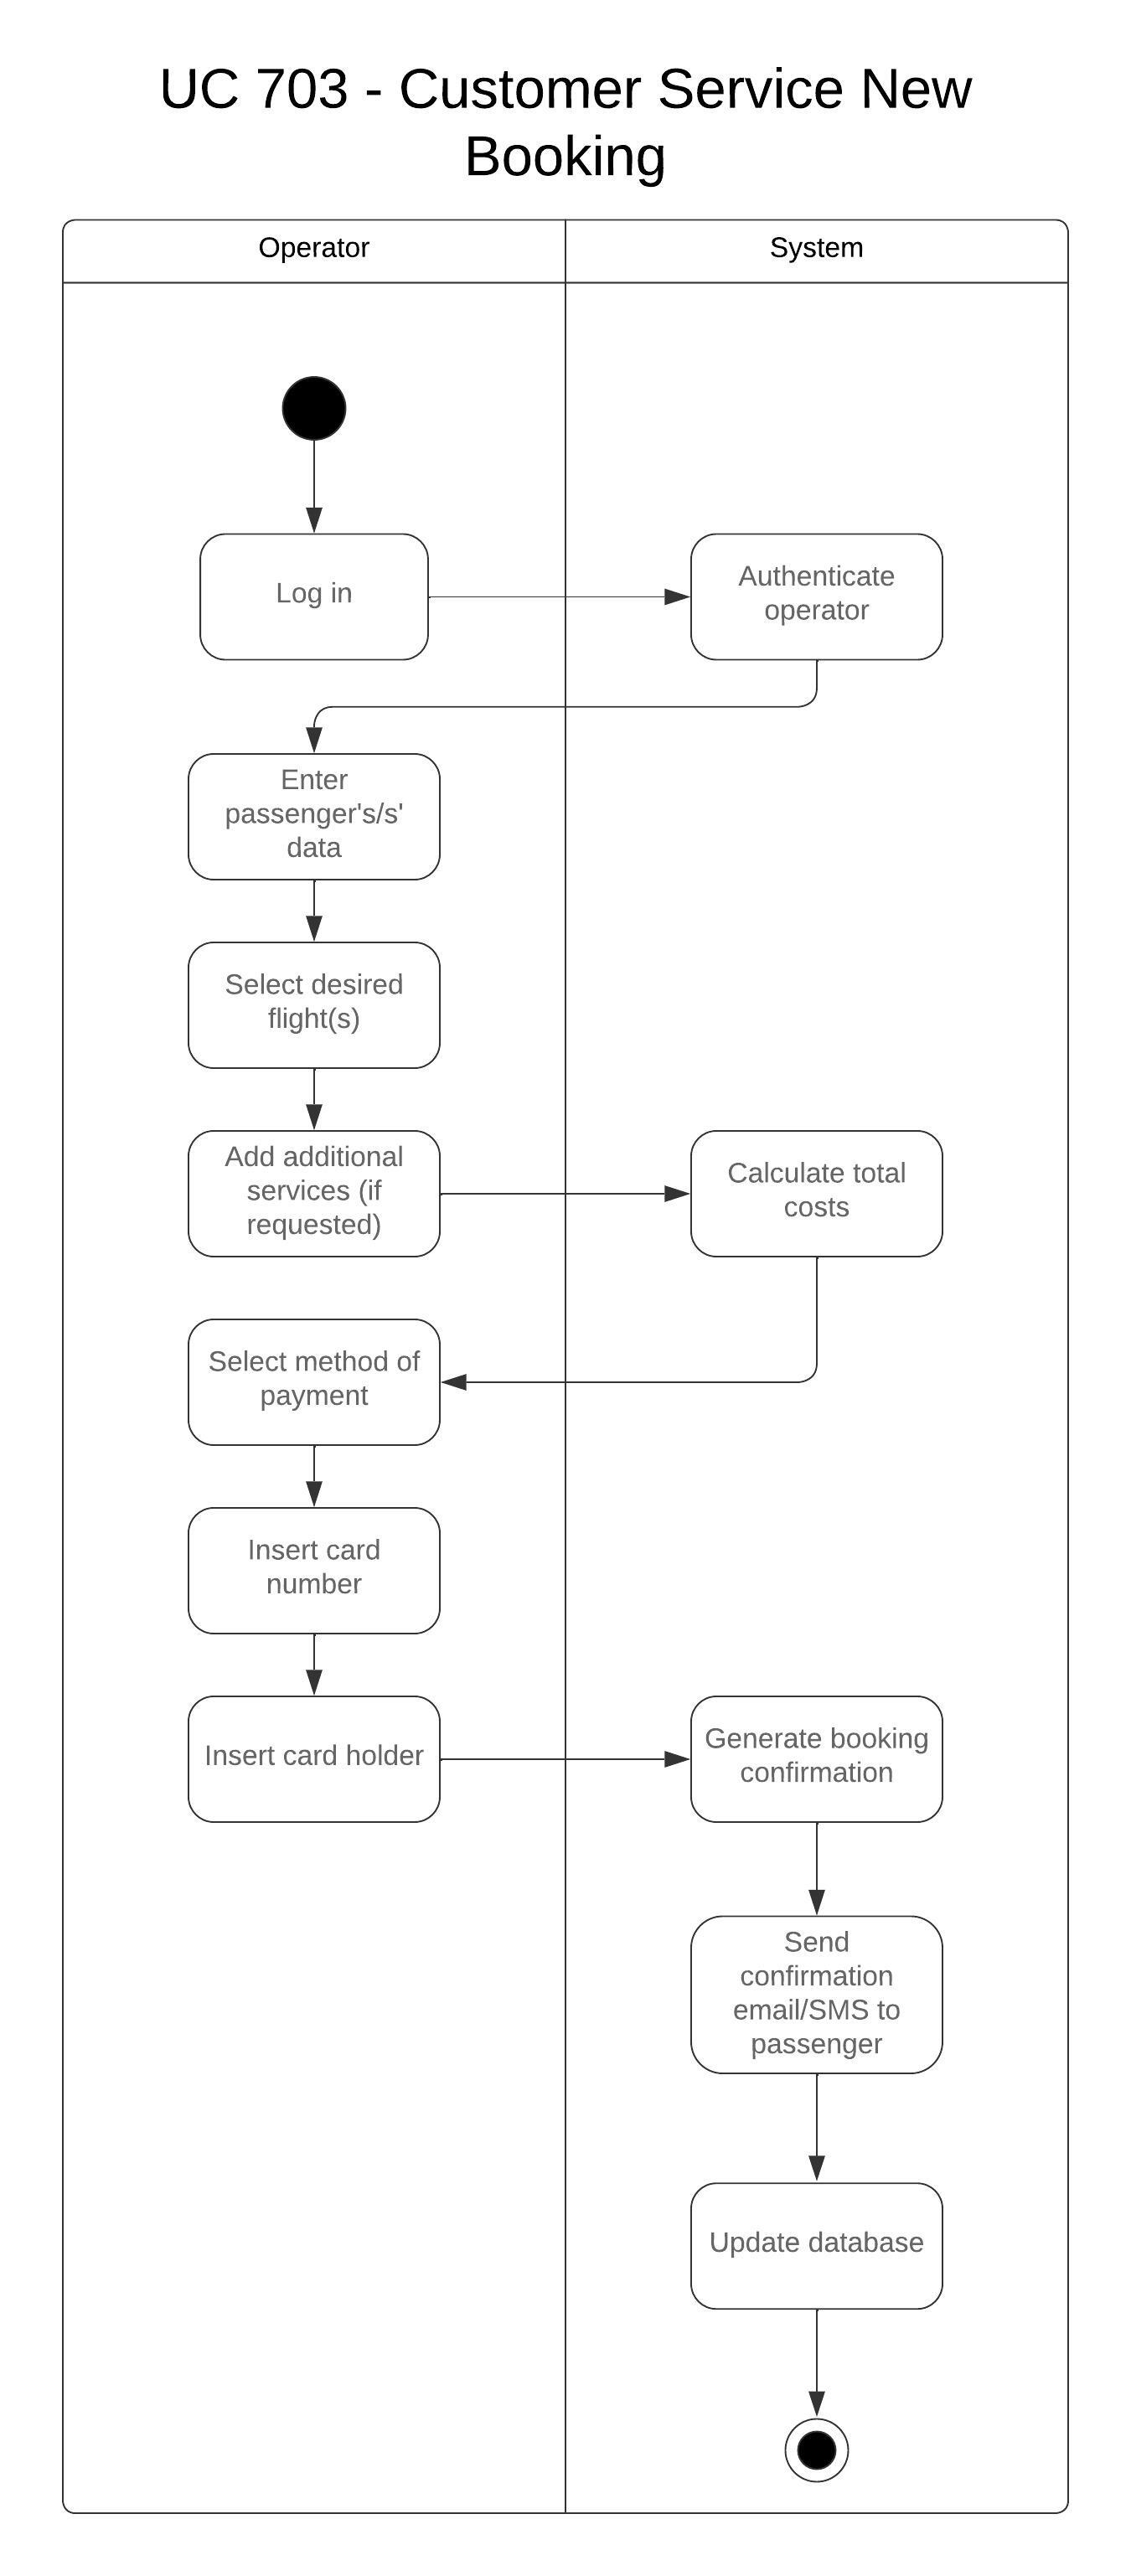 UC 703 - Customer Service New
Booking
Operator
System
Log in
Authenticate
operator
Enter
passenger's/s'
data
Select desired
flight(s)
Add additional
services (if
requested)
Calculate total
costs
Select method of
payment
Insert card
number
Insert card holder
Generate booking
confirmation
Send
confirmation
email/SMS to
passenger
Update database